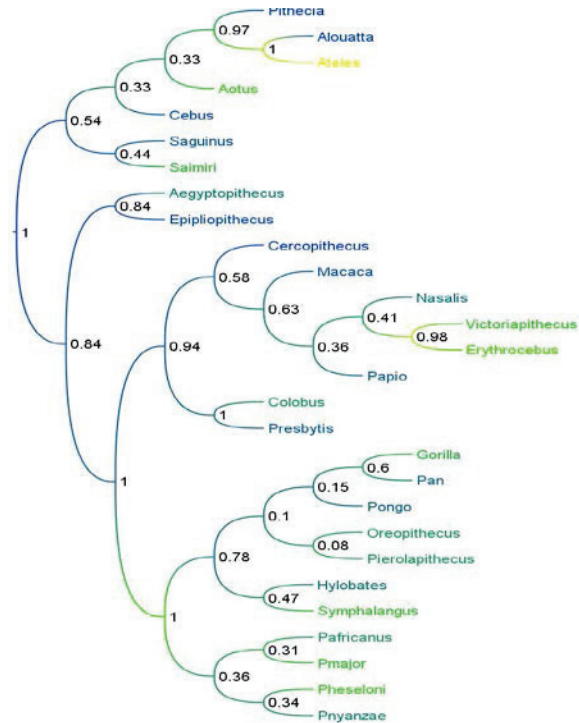 Pithecia
0.97
Alouatta
1
0.33
Ateles
0.33
Aotus
0.54
Cebus
Saguinus
0.44
Saimiri
Aegyptopithecus
0.84
Epipliopithecus
1
Cercopithecus
0.58
Macaca
0.63
Nasalis
0.41
Victoriapithecus
0.98
0.84
0.94
0.36
Erythrocebus
Papio
Colobus
1
Presbytis
Gorilla
0.6
Pan
0.15
1
Pongo
0.1
Oreopithecus
0.08
0.78
Pierolapithecus
Hylobates
0.47
Symphalangus
1
Pafricanus
0.31
Pmajor
0.36
Pheseloni
0.34
Pnyanzae